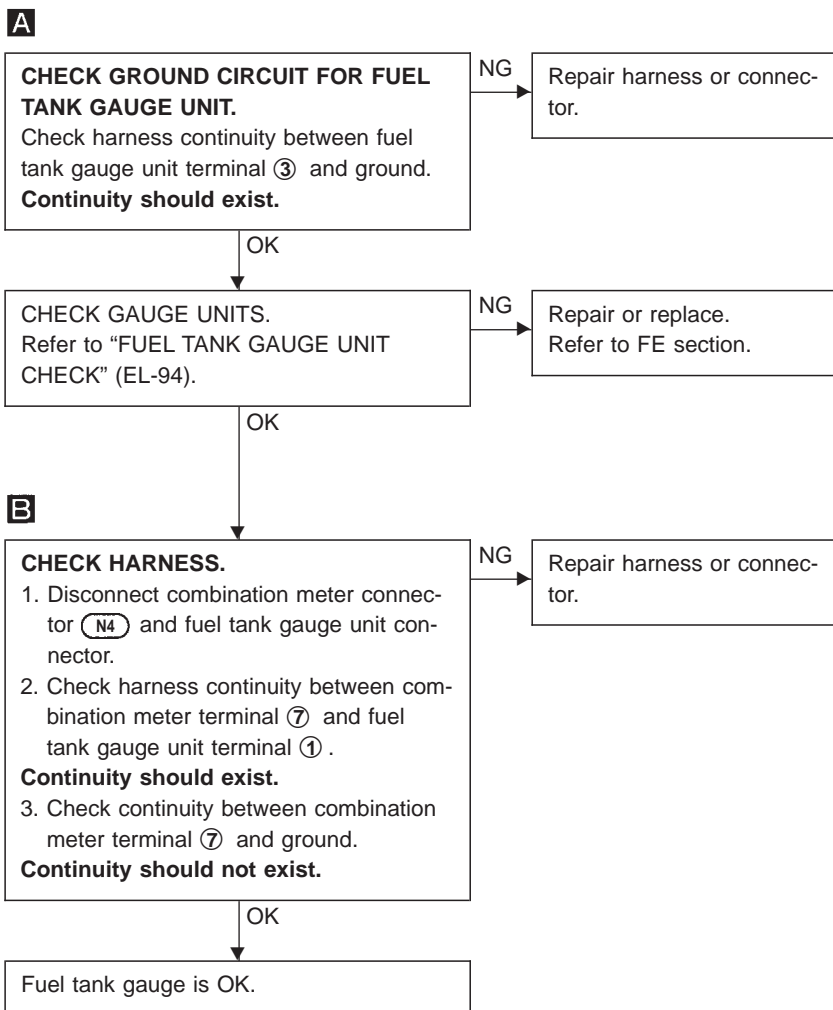 A
CHECK GROUND CIRCUIT FOR FUEL
TANK GAUGE UNIT.
Check harness continuity between fuel
tank gauge unit terminal ③ and ground.
Continuity should exist.
NG
Repair harness or connec-
tor.
OK
CHECK GAUGE UNITS.
Refer to “FUEL TANK GAUGE UNIT
CHECK” (EL-94).
NG
Repair or replace.
Refer to FE section.
OK
B
CHECK HARNESS.
1. Disconnect combination meter connec-
tor N4 and fuel tank gauge unit con-
nector.
2. Check harness continuity between com-
bination meter terminal ⑦ and fuel
tank gauge unit terminal ① .
Continuity should exist.
3. Check continuity between combination
meter terminal ⑦ and ground.
Continuity should not exist.
NG
Repair harness or connec-
tor.
OK
Fuel tank gauge is OK.